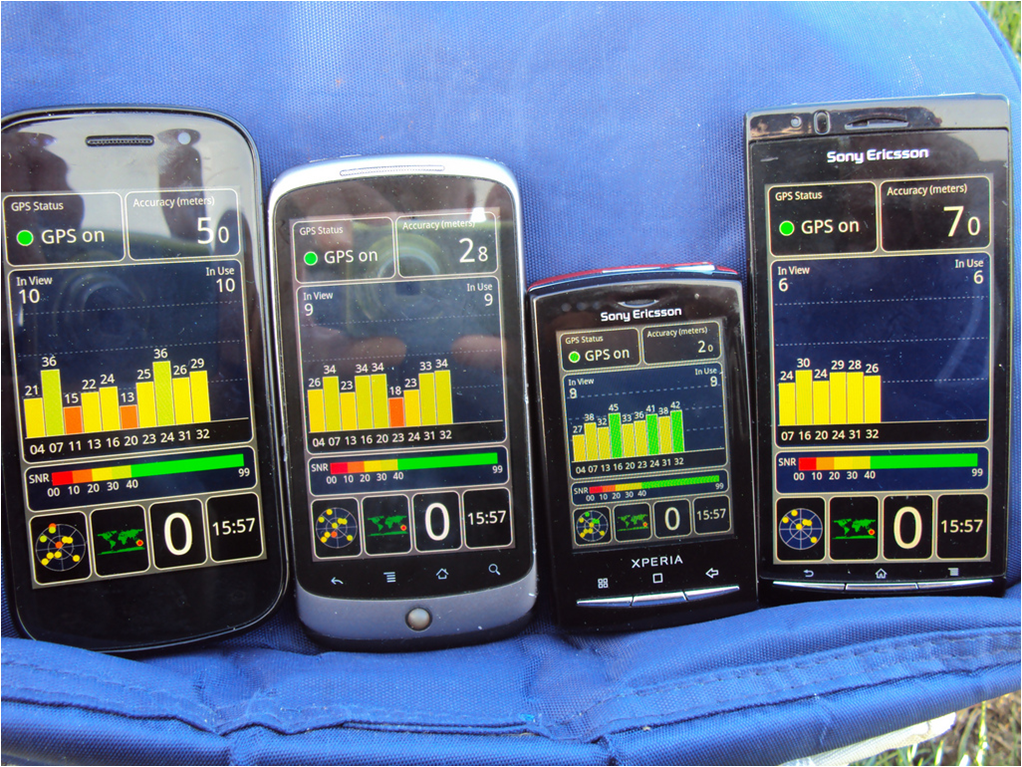 GPS Status
Accuracy (meters)
GPS on
50
In View
In Use
10
10
21 36 15 22 24 13 25 36 26 29
04 07 11 13 16 20 23 24 31 32
SNR
00 10 20 30 40 99
0
15:57
GPS Status
Accuracy (meters)
GPS on
28
In View
In Use
9
9
26 34 23 34 34 18 23 33 34
04 07 13 16 20 23 24 31 32
SNR
00 10 20 30 40 99
0
15:57
Sony Ericsson
GPS Status
Accuracy (meters)
GPS on
20
In View
In Use
9
9
27 38 32 45 33 36 41 38 42
04 07 13 16 20 23 24 31 32
SNR
00 10 20 30 40 99
0
15:57
XPERIA
Sony Ericsson
GPS Status
Accuracy (meters)
GPS on
70
In View
In Use
6
6
24 30 24 29 28 26
07 16 20 24 31 32
SNR
00 10 20 30 40 99
0
15:57